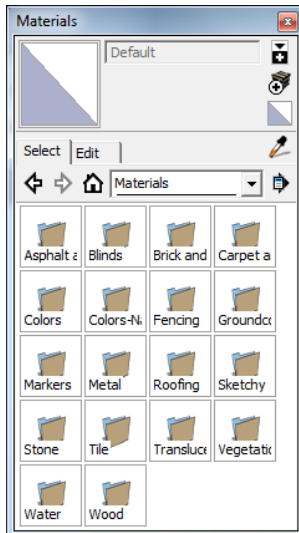 Materials
Default
Select Edit
Materials
Asphalt a Blinds Brick and Carpet a
Colors Colors-Na Fencing Groundco
Markers Metal Roofing Sketchy
Stone Tile Transluce Vegetatio
Water Wood